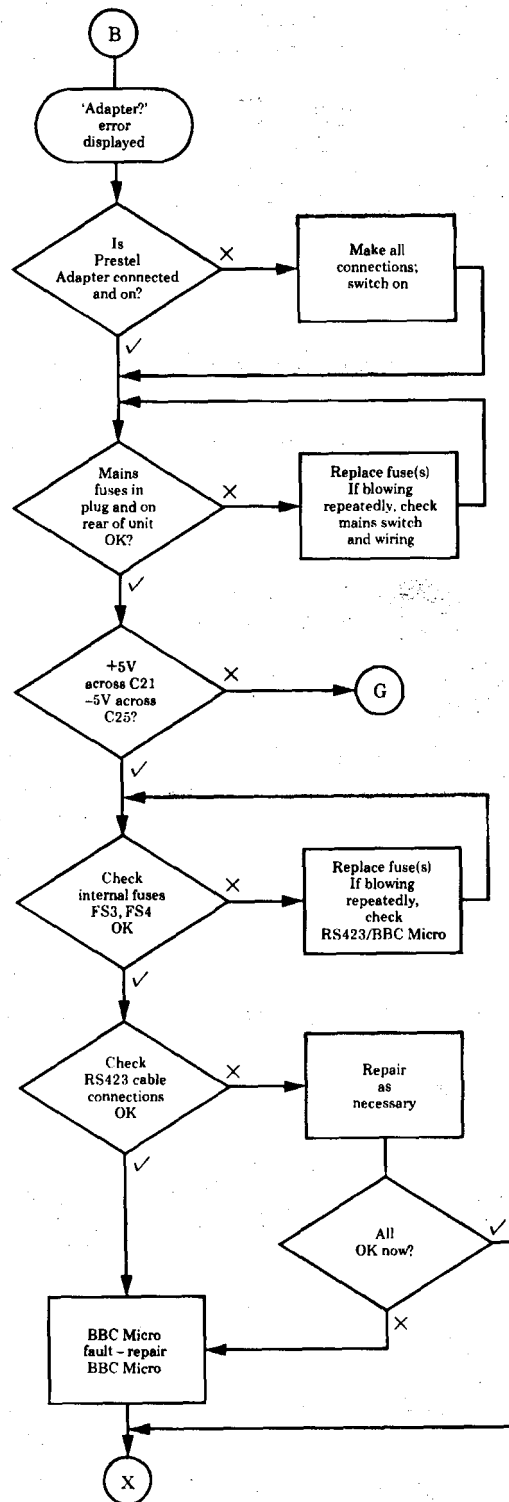 B
'Adapter?'
error
displayed
Is
Prestel
Adapter connected
and on?
×
Make all
connections;
switch on
✓
Mains
fuses in
plug and on
rear of unit
OK?
×
Replace fuse(s)
If blowing
repeatedly, check
mains switch
and wiring
✓
+5V
across C21
–5V across
C25?
×
G
✓
Check
internal fuses
FS3, FS4
OK
×
Replace fuse(s)
If blowing
repeatedly,
check
RS423/BBC Micro
✓
Check
RS423 cable
connections
OK
×
Repair
as
necessary
✓
All
OK now?
✓
×
BBC Micro
fault – repair
BBC Micro
X